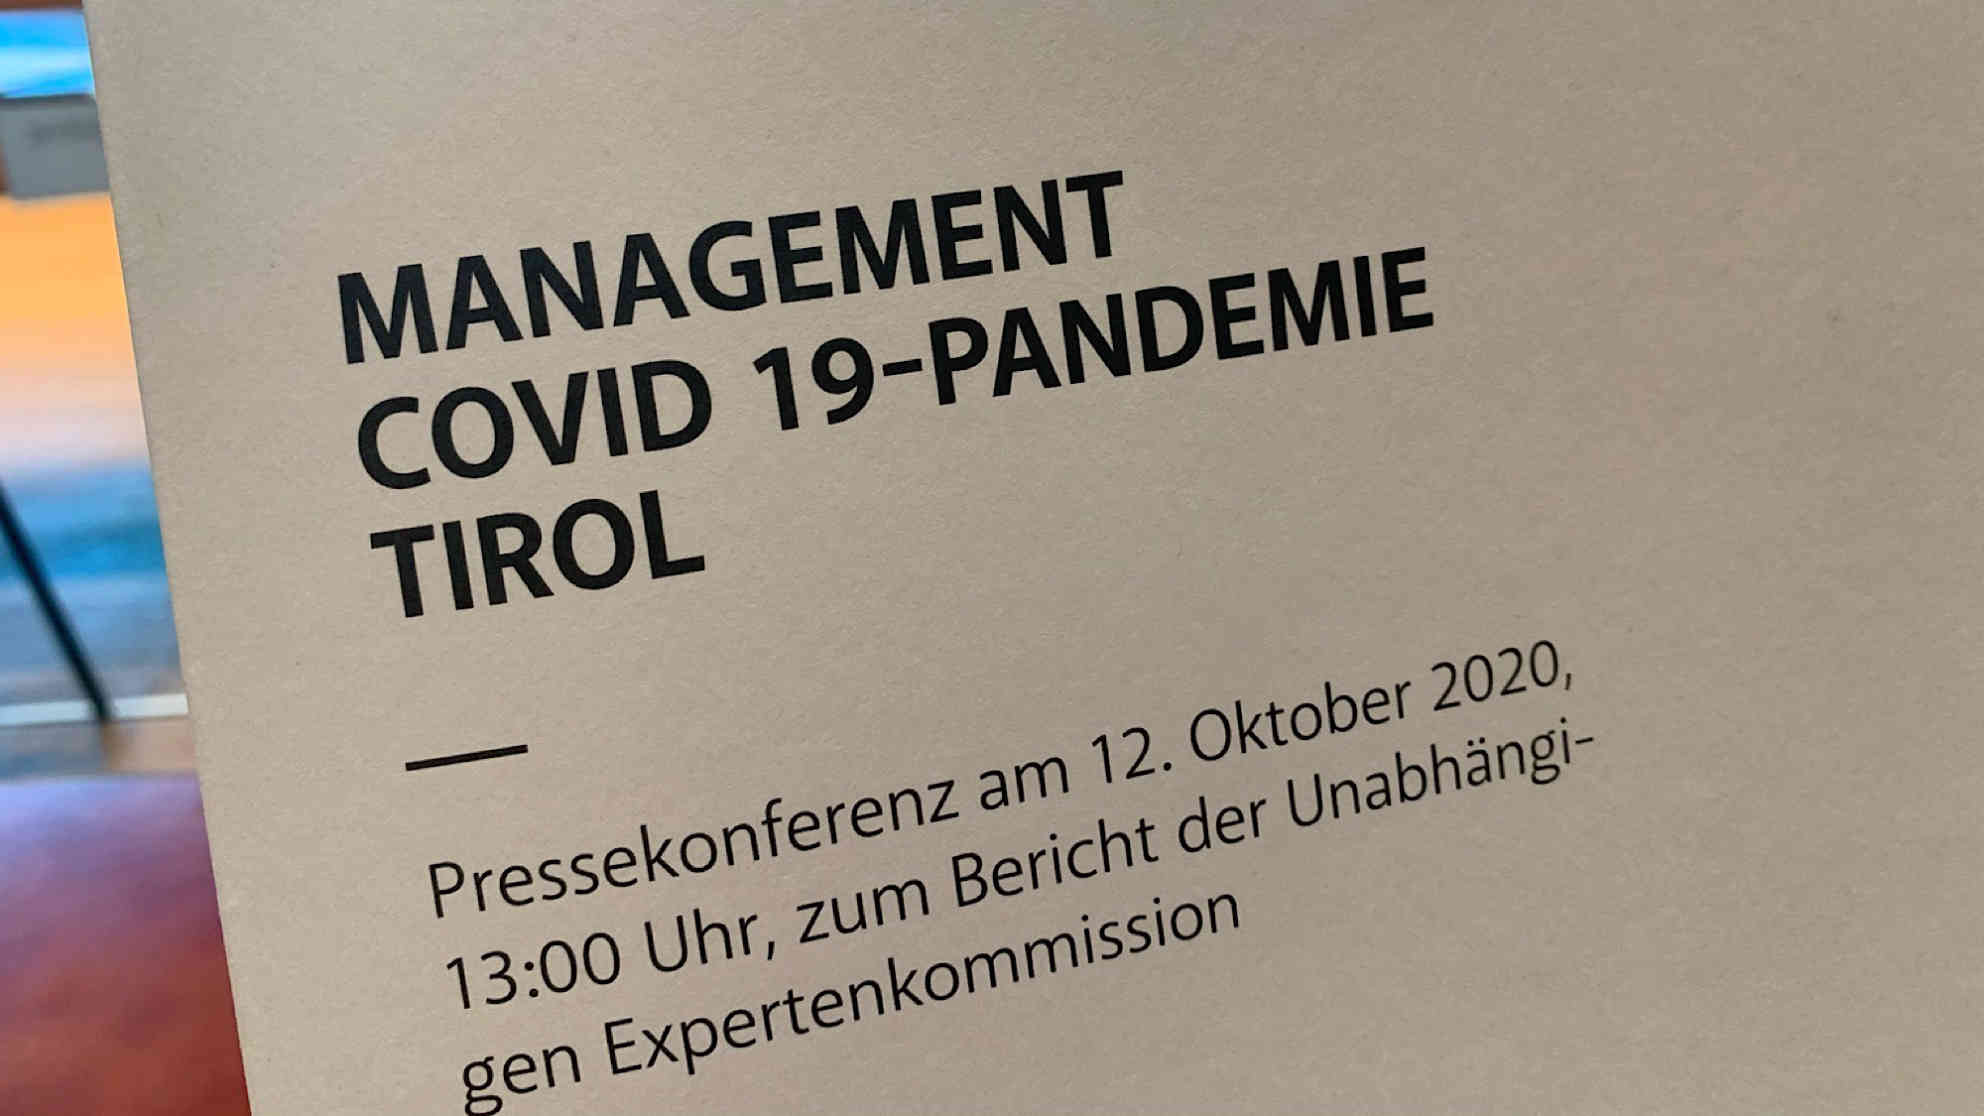 MANAGEMENT
COVID 19-PANDEMIE
TIROL
Pressekonferenz am 12. Oktober 2020,
13:00 Uhr, zum Bericht der Unabhängi-
gen Expertenkommission